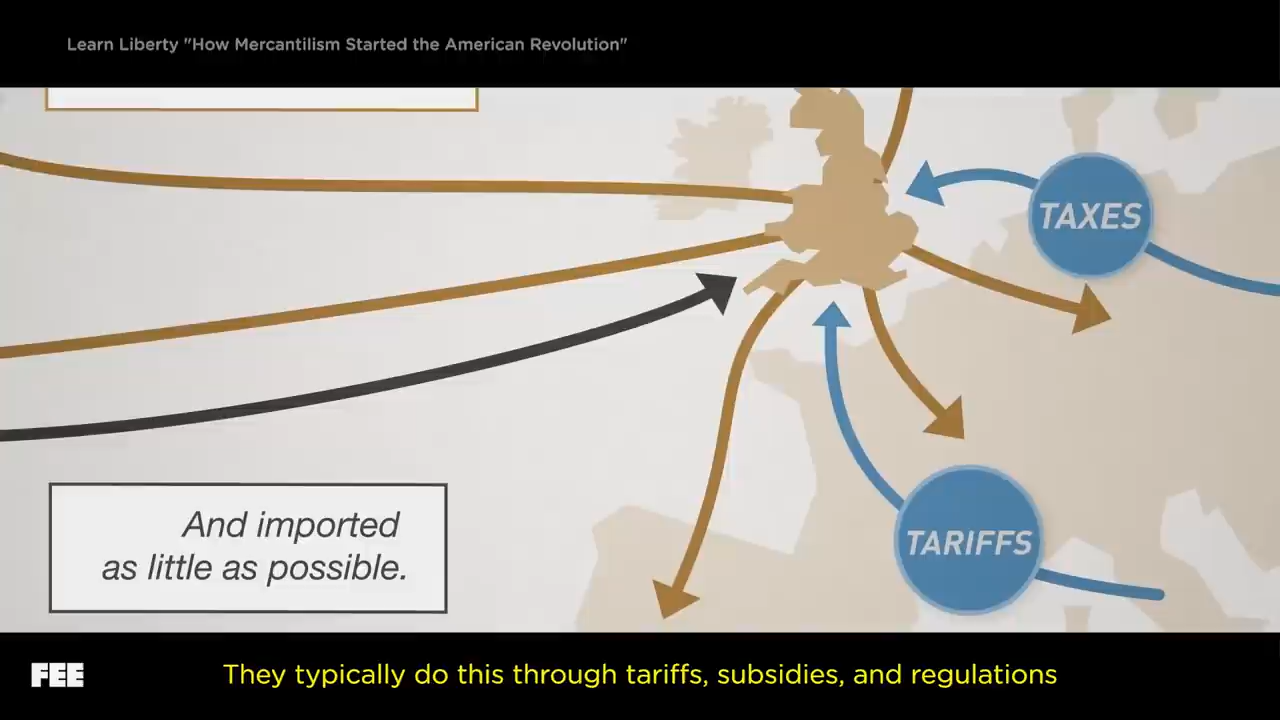 Learn Liberty "How Mercantilism Started the American Revolution"
TAXES
And imported
as little as possible.
TARIFFS
FEE
They typically do this through tariffs, subsidies, and regulations